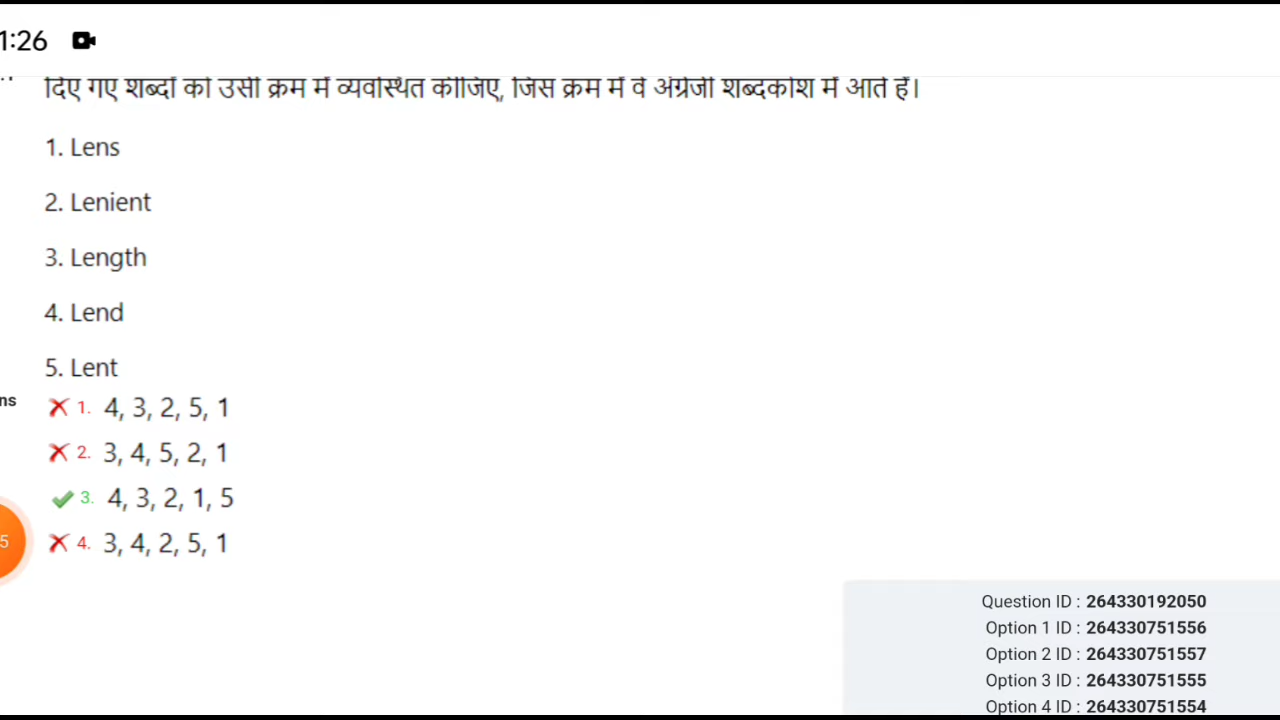 1:26
दिए गए शब्दों को उसी क्रम में व्यवस्थित कीजिए, जिस क्रम में वे अंग्रेजी शब्दकोश में आते हैं।
1. Lens
2. Lenient
3. Length
4. Lend
5. Lent
ns
1. 4, 3, 2, 5, 1
2. 3, 4, 5, 2, 1
3. 4, 3, 2, 1, 5
4. 3, 4, 2, 5, 1
5
Question ID : 264330192050
Option 1 ID : 264330751556
Option 2 ID : 264330751557
Option 3 ID : 264330751555
Option 4 ID : 264330751554